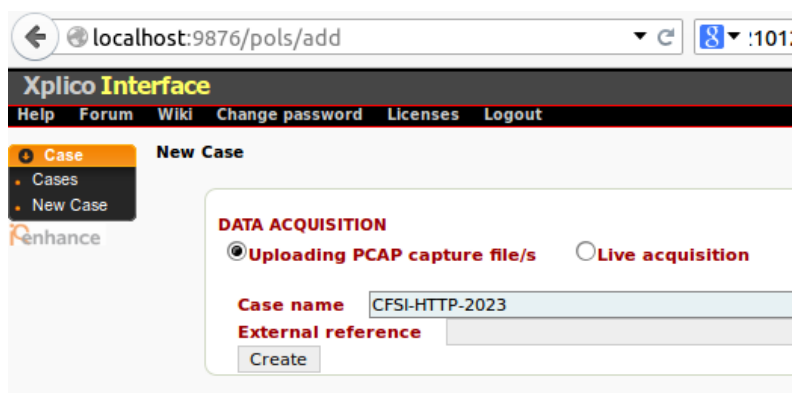 localhost:9876/pols/add
Xplico Interface
Help Forum Wiki Change password Licenses Logout
Case
Cases
New Case
New Case
DATA ACQUISITION
Uploading PCAP capture file/s Live acquisition
Case name CFSI-HTTP-2023
External reference
Create